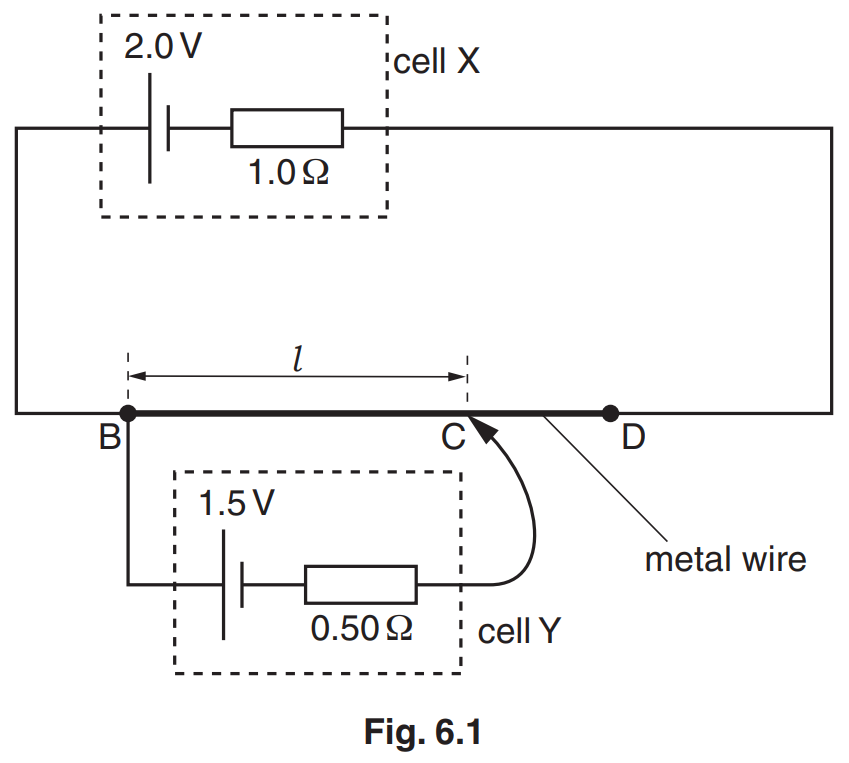 2.0 V
cell X
1.0 Ω
l
B
C
D
1.5 V
metal wire
0.50 Ω
cell Y
Fig. 6.1